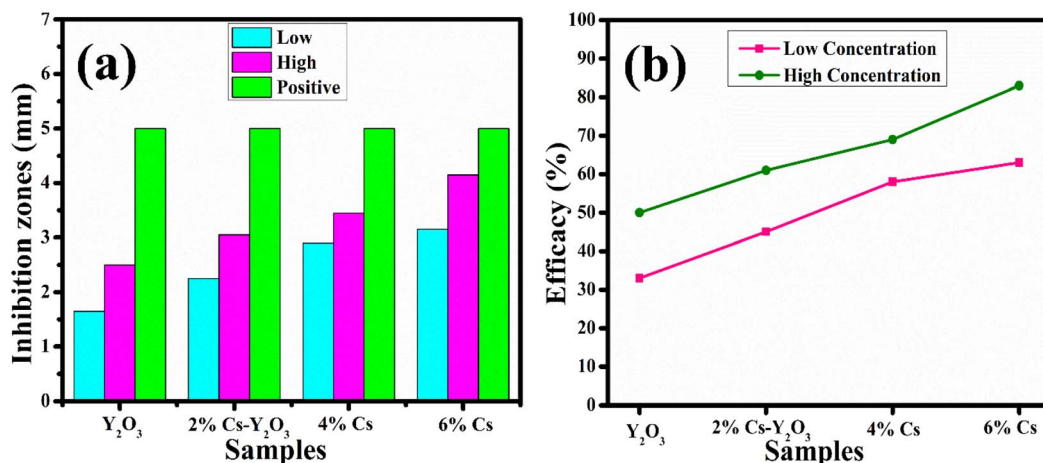 (a)
Low
High
Positive
Inhibition zones (mm)
7
6
5
4
3
2
1
0
Y₂O₃
2% Cs-Y₂O₃
4% Cs
6% Cs
Samples
(b)
Low Concentration
High Concentration
Efficacy (%)
100
90
80
70
60
50
40
30
20
10
0
Y₂O₃
2% Cs-Y₂O₃
4% Cs
6% Cs
Samples